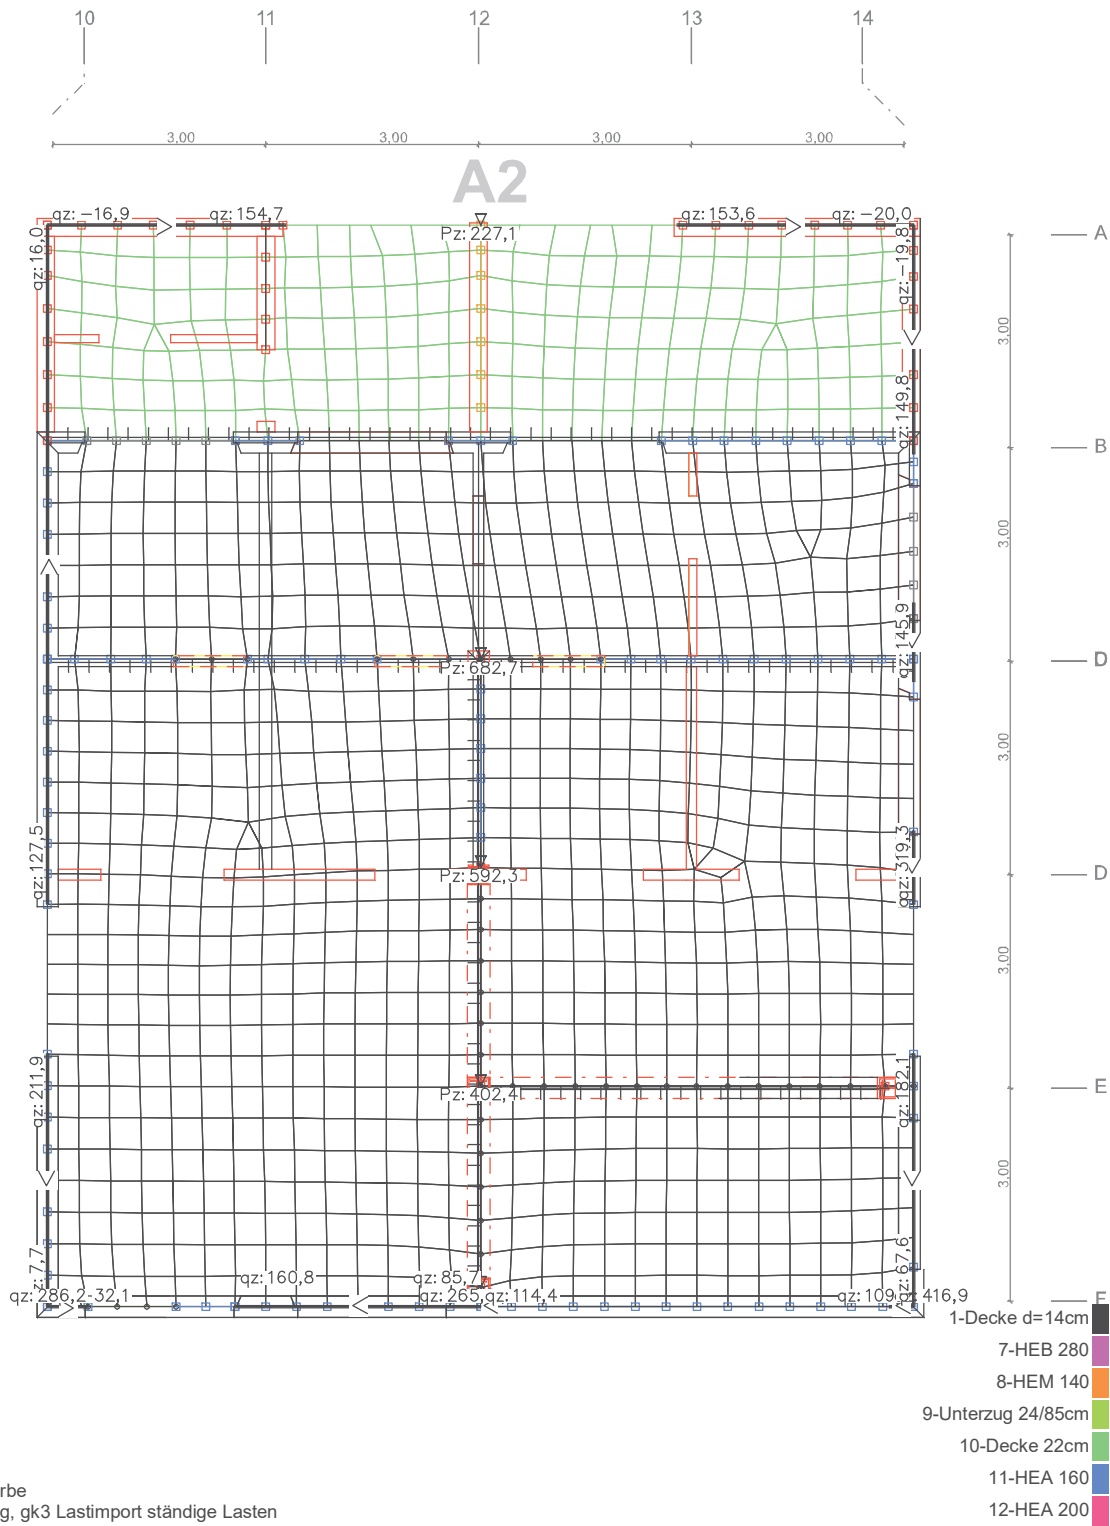 10 11 12 13 14
3,00 3,00 3,00 3,00
A2
qz: −16,9 qz: 154,7 qz: 153,6 qz: −20,0
Pz: 227,1
A
qz: 16,0
qz: −19,8
3,00
qz: 149,8
B
3,00
qz: 145,9
Pz: 682,7
D
3,00
qz: 127,5
qz: 319,3
Pz: 592,3
D
3,00
qz: 211,9
qz: 182,1
Pz: 402,4
E
3,00
7,7
qz: 67,6
qz: 160,8 qz: 85,7
qz: 286,2 -32,1 qz: 265, qz: 114,4 qz: 109, 416,9
1-Decke d=14cm
7-HEB 280
8-HEM 140
9-Unterzug 24/85cm
10-Decke 22cm
11-HEA 160
12-HEA 200
rbe
g, gk3 Lastimport ständige Lasten